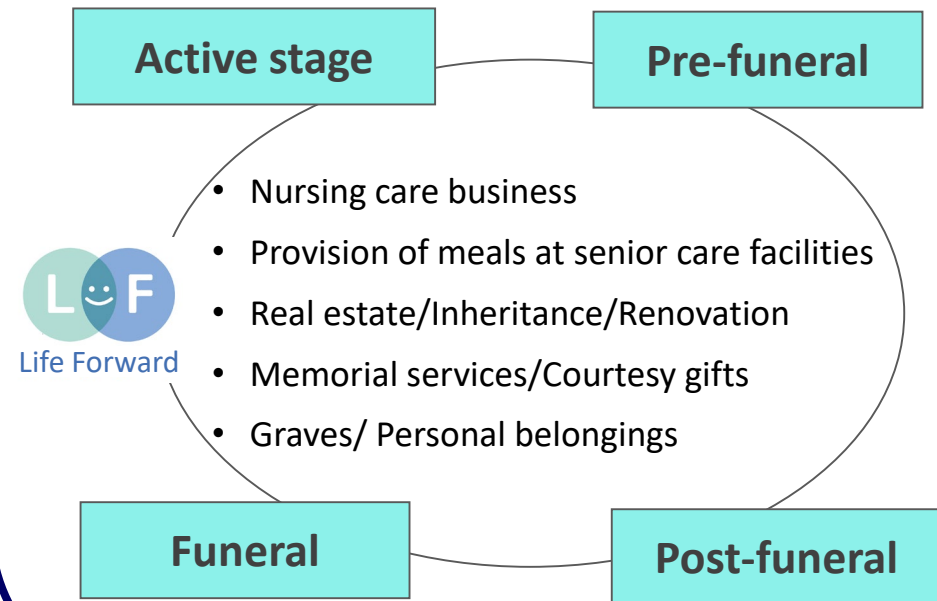 Active stage
Pre-funeral
• Nursing care business
• Provision of meals at senior care facilities
• Real estate/Inheritance/Renovation
• Memorial services/Courtesy gifts
• Graves/ Personal belongings
L F
Life Forward
Funeral
Post-funeral